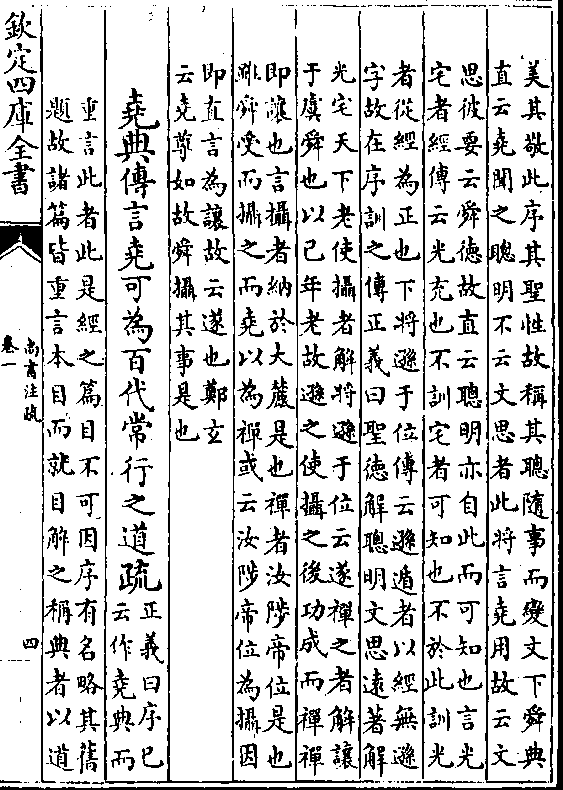 美其敬此序其聖性故稱其聰隨事而變文下舜典
直云堯聞之聰明不云文思者此將言堯用故云文
思彼要云舜德故直云聰明亦自此而可知也言光
宅者經傳云光充也不訓宅者可知也不於此訓光
者從經為正也下將遜于位傳云遜遁者以經無遜
字故在序訓之傳正義曰聖德解聰明文思遠著解
光宅天下老使攝者解將遜于位云遂禪之者解讓
于虞舜也以己年老故遜之使攝之後功成而禪禪
即讓也言攝者納於大麓是也禪者汝陟帝位是也
雖舜受而攝之而堯以為禪或云汝陟帝位為攝因
即直言為讓故云遂也鄭玄
云堯尊如故舜攝其事是也
堯典傳言堯可為百代常行之道疏
正義曰序已
云作堯典而
重言此者此是經之篇目不可因序有名略其舊
題故諸篇皆重言本目而就目解之稱典者以道
欽定四庫全書
尚書注疏
卷一
四